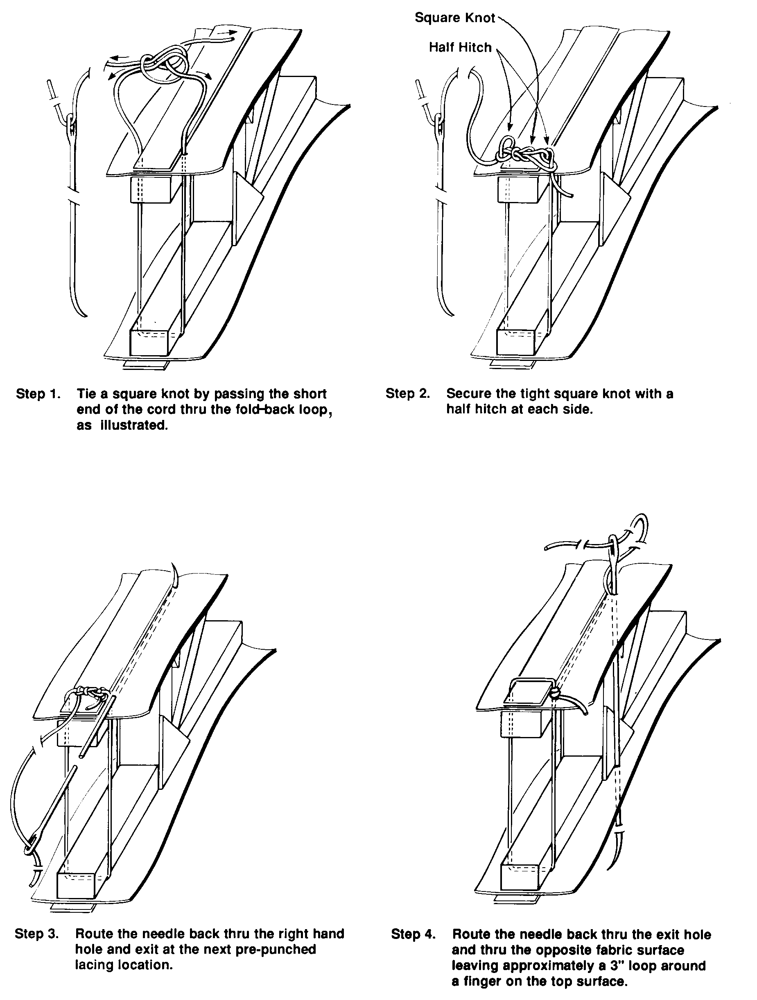 Square Knot
Half Hitch
Step 1. Tie a square knot by passing the short
end of the cord thru the fold-back loop,
as illustrated.
Step 2. Secure the tight square knot with a
half hitch at each side.
Step 3. Route the needle back thru the right hand
hole and exit at the next pre-punched
lacing location.
Step 4. Route the needle back thru the exit hole
and thru the opposite fabric surface
leaving approximately a 3" loop around
a finger on the top surface.